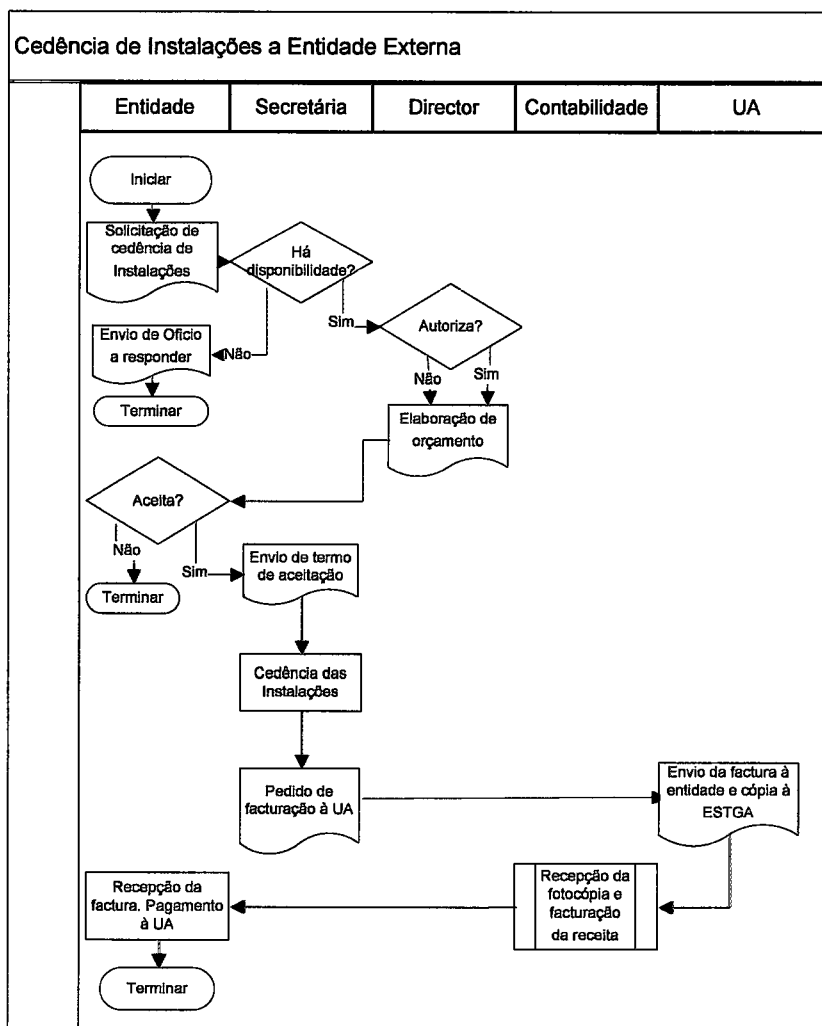 Cedência de Instalações a Entidade Externa
Entidade
Secretária
Director
Contabilidade
UA
Iniciar
Solicitação de
cedência de
Instalações
Há
disponibilidade?
Sim
Autoriza?
Envio de Oficio
a responder
Não
Não
Sim
Terminar
Elaboração de
orçamento
Aceita?
Não
Sim
Envio de termo
de aceitação
Terminar
Cedência das
Instalações
Pedido de
facturação à UA
Envio da factura à
entidade e cópia à
ESTGA
Recepção da
factura. Pagamento
à UA
Recepção da
fotocópia e
facturação
da receita
Terminar